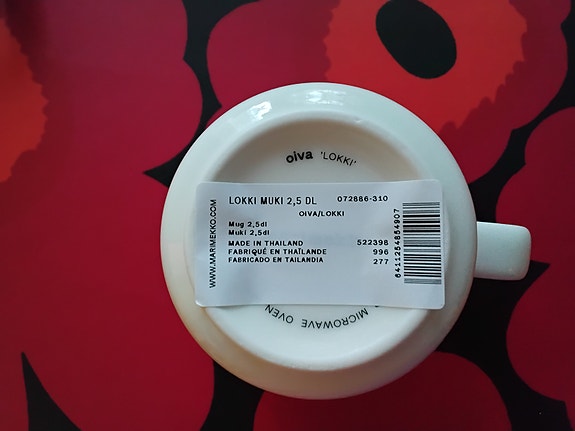 oiva 'LOKKI'
LOKKI MUKI 2,5 DL 072886-310
OIVA/LOKKI
Mug 2,5dl
Muki 2,5dl
MADE IN THAILAND 522398
FABRIQUÉ EN THAÏLANDE 996
FABRICADO EN TAILANDIA 277
WWW.MARIMEKKO.COM
6411254854907
MICROWAVE OVEN